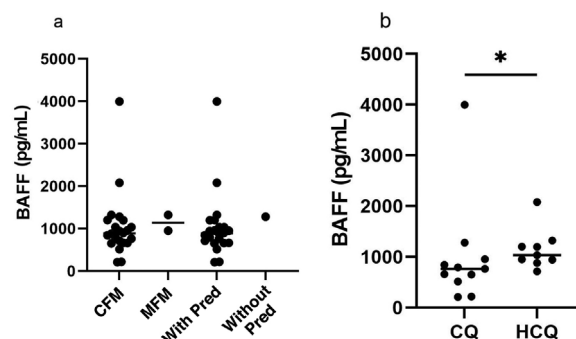 a
BAFF (pg/mL)
5000
4000
3000
2000
1000
0
CFM
MFM
With Pred
Without
Pred
b
BAFF (pg/mL)
5000
4000
3000
2000
1000
0
*
CQ
HCQ